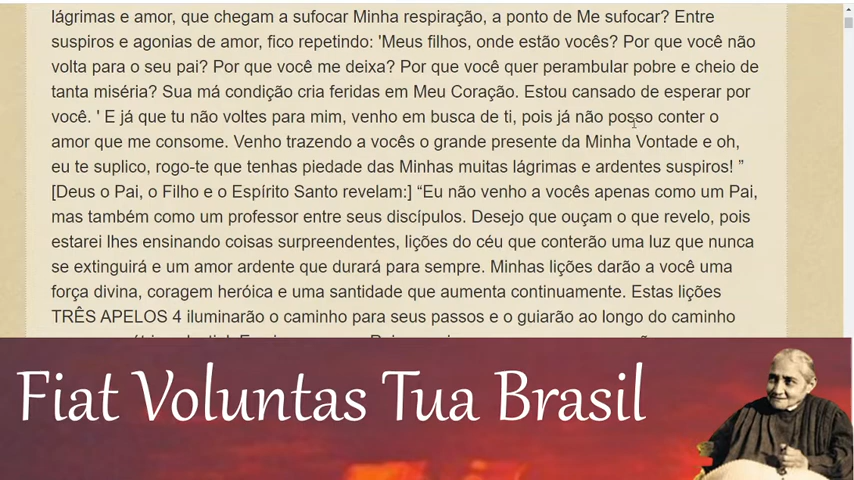 lágrimas e amor, que chegam a sufocar Minha respiração, a ponto de Me sufocar? Entre
suspiros e agonias de amor, fico repetindo: 'Meus filhos, onde estão vocês? Por que você não
volta para o seu pai? Por que você me deixa? Por que você quer perambular pobre e cheio de
tanta miséria? Sua má condição cria feridas em Meu Coração. Estou cansado de esperar por
você. ' E já que tu não voltes para mim, venho em busca de ti, pois já não posso conter o
amor que me consome. Venho trazendo a vocês o grande presente da Minha Vontade e oh,
eu te suplico, rogo-te que tenhas piedade das Minhas muitas lágrimas e ardentes suspiros! ”
[Deus o Pai, o Filho e o Espírito Santo revelam:] “Eu não venho a vocês apenas como um Pai,
mas também como um professor entre seus discípulos. Desejo que ouçam o que revelo, pois
estarei lhes ensinando coisas surpreendentes, lições do céu que conterão uma luz que nunca
se extinguirá e um amor ardente que durará para sempre. Minhas lições darão a você uma
força divina, coragem heróica e uma santidade que aumenta continuamente. Estas lições
TRÊS APELOS 4 iluminarão o caminho para seus passos e o guiarão ao longo do caminho
Fiat Voluntas Tua Brasil